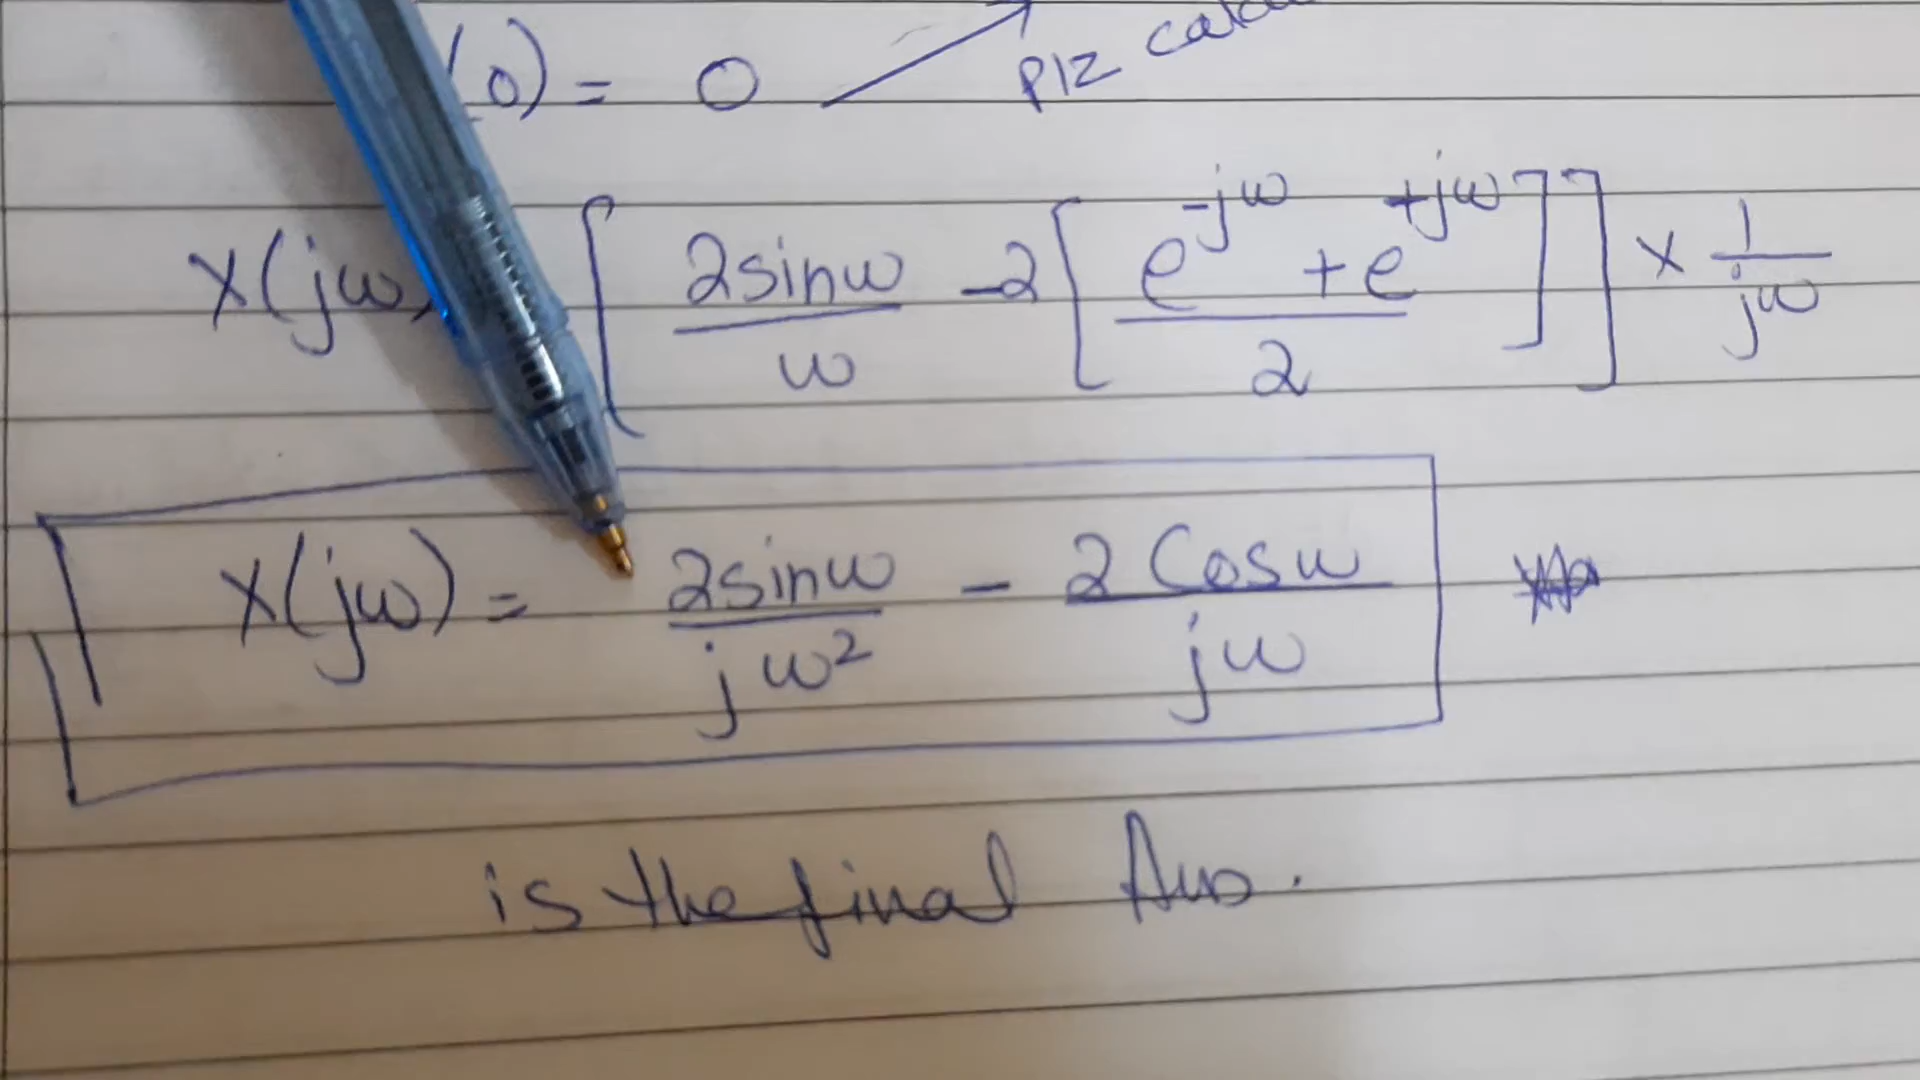 (0) = 0 plz
X(jω) [2sinω/ω -2[e^-jω + e^+jω/2]] × 1/jω
X(jω) = 2sinω/jω² - 2Cosω/jω
is the final Ans.